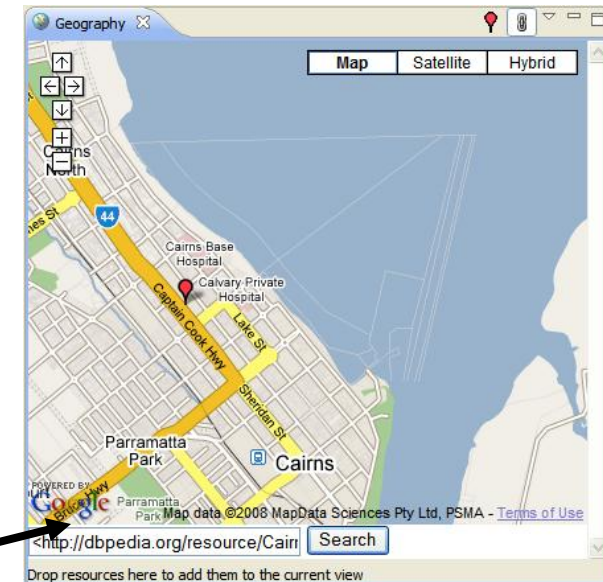 Geography
Map Satellite Hybrid
Cairns
North
44
Cairns Base
Hospital
Calvary Private
Hospital
Captain Cook Hwy
Lake St
Sheridan St
Parramatta
Park
Cairns
POWERED BY
Google
Bruce Hwy
Parramatta
Park
Map data ©2008 MapData Sciences Pty Ltd, PSMA - Terms of Use
<http://dbpedia.org/resource/Cairn Search
Drop resources here to add them to the current view